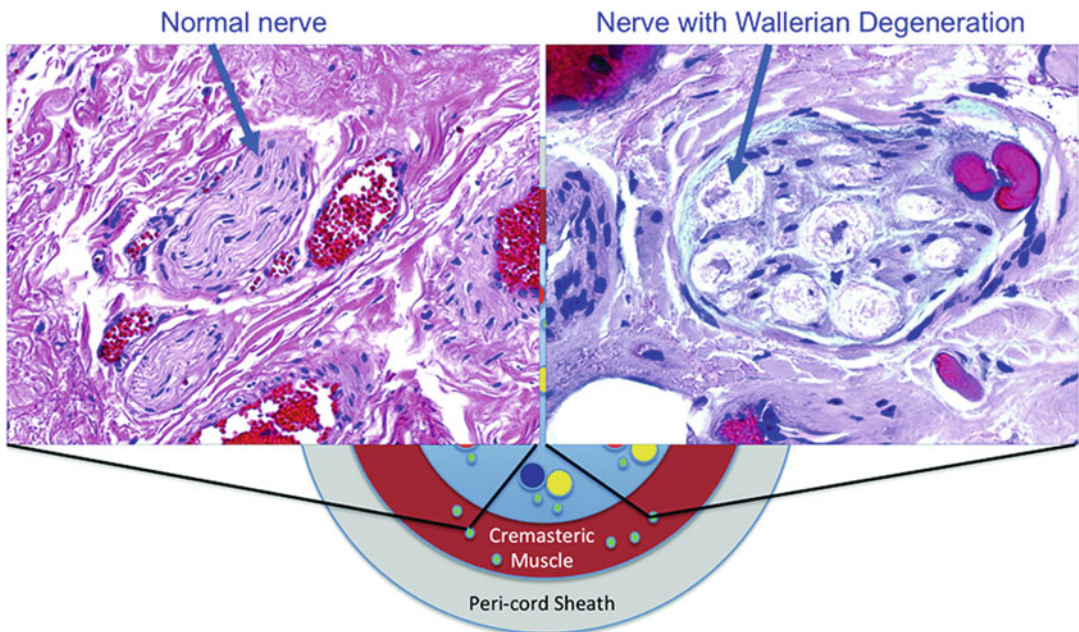 Normal nerve
Nerve with Wallerian Degeneration
Cremasteric
Muscle
Peri-cord Sheath